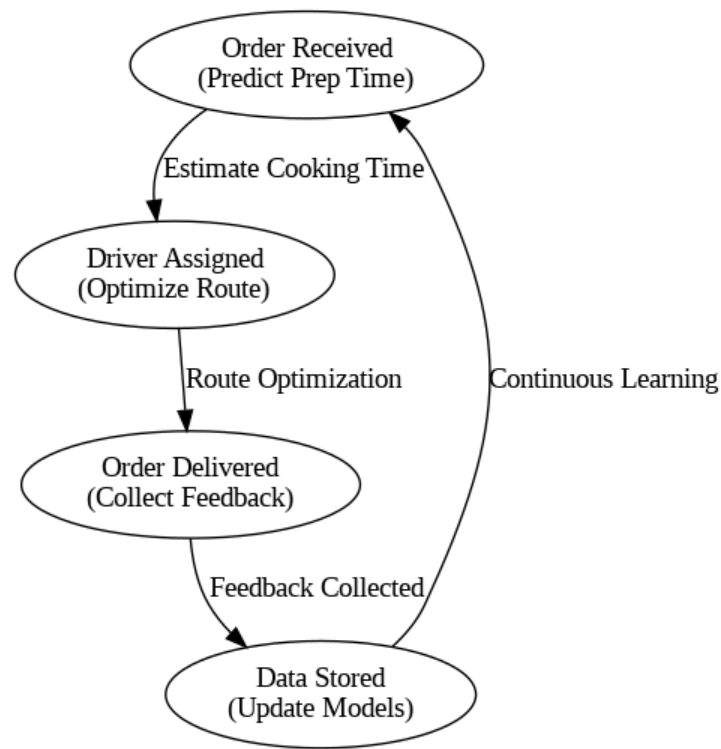 Order Received
(Predict Prep Time)
Estimate Cooking Time
Driver Assigned
(Optimize Route)
Route Optimization
Continuous Learning
Order Delivered
(Collect Feedback)
Feedback Collected
Data Stored
(Update Models)